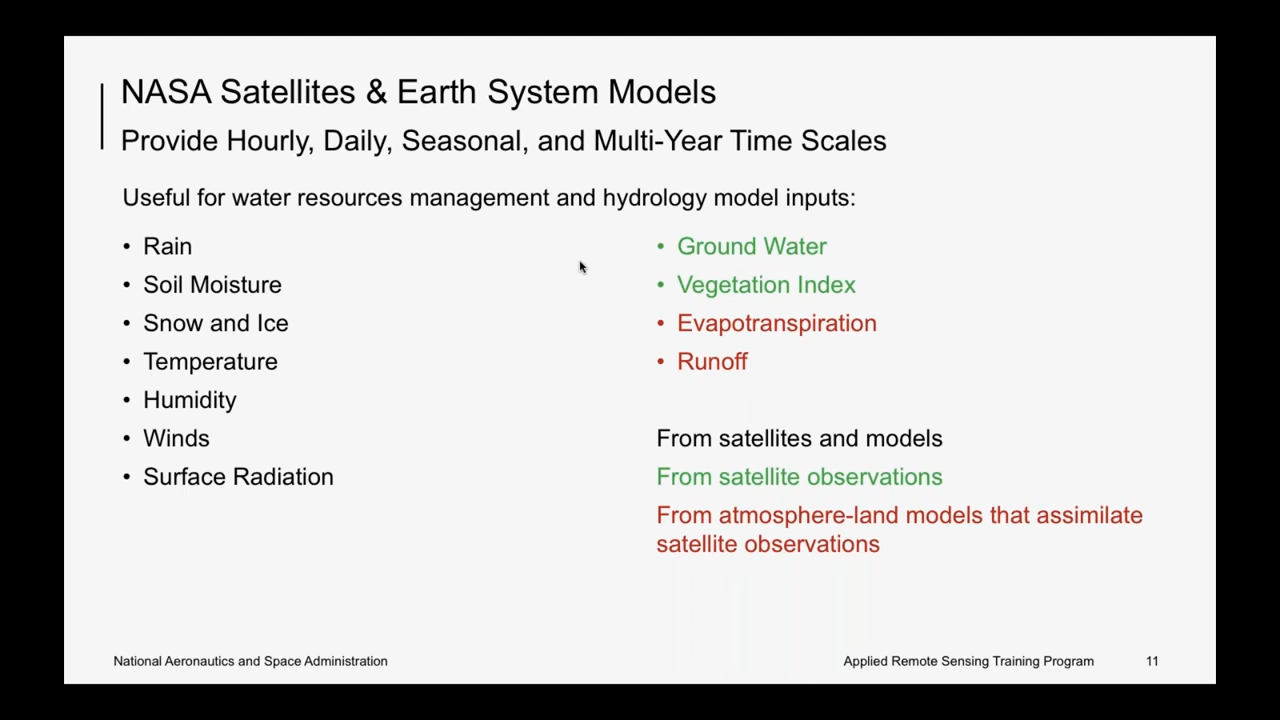 NASA Satellites & Earth System Models
Provide Hourly, Daily, Seasonal, and Multi-Year Time Scales
Useful for water resources management and hydrology model inputs:
• Rain
• Soil Moisture
• Snow and Ice
• Temperature
• Humidity
• Winds
• Surface Radiation
• Ground Water
• Vegetation Index
• Evapotranspiration
• Runoff
From satellites and models
From satellite observations
From atmosphere-land models that assimilate
satellite observations
National Aeronautics and Space Administration
Applied Remote Sensing Training Program
11